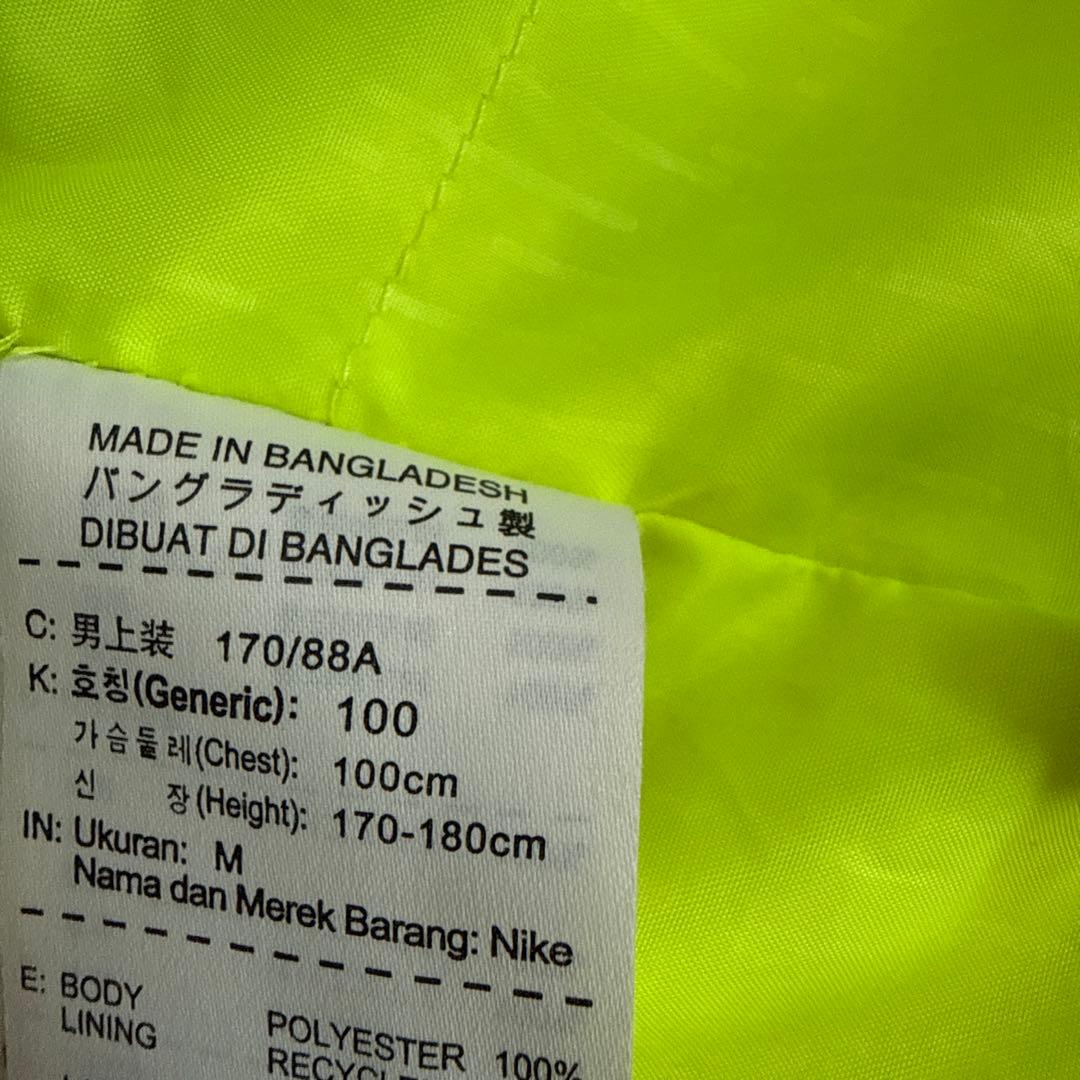 MADE IN BANGLADESH
バングラディッシュ製
DIBUAT DI BANGLADES
C: 男上装 170/88A
K: 호칭(Generic): 100
가슴둘레(Chest): 100cm
신 장(Height): 170-180cm
IN: Ukuran: M
Nama dan Merek Barang: Nike
E: BODY
LINING POLYESTER 100%